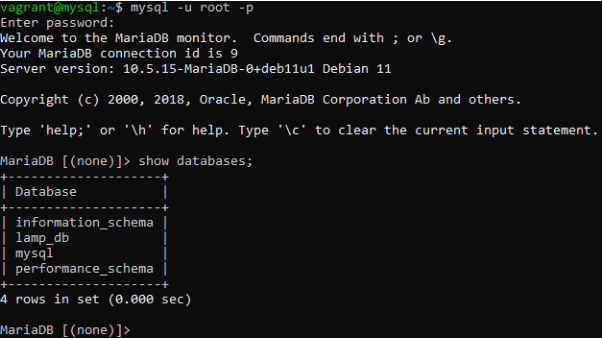 vagrant@mysql:~$ mysql -u root -p
Enter password:
Welcome to the MariaDB monitor.  Commands end with ; or \g.
Your MariaDB connection id is 9
Server version: 10.5.15-MariaDB-0+deb11u1 Debian 11

Copyright (c) 2000, 2018, Oracle, MariaDB Corporation Ab and others.

Type 'help;' or '\h' for help. Type '\c' to clear the current input statement.

MariaDB [(none)]> show databases;
+--------------------+
| Database           |
+--------------------+
| information_schema |
| lamp_db            |
| mysql              |
| performance_schema |
+--------------------+
4 rows in set (0.000 sec)

MariaDB [(none)]>